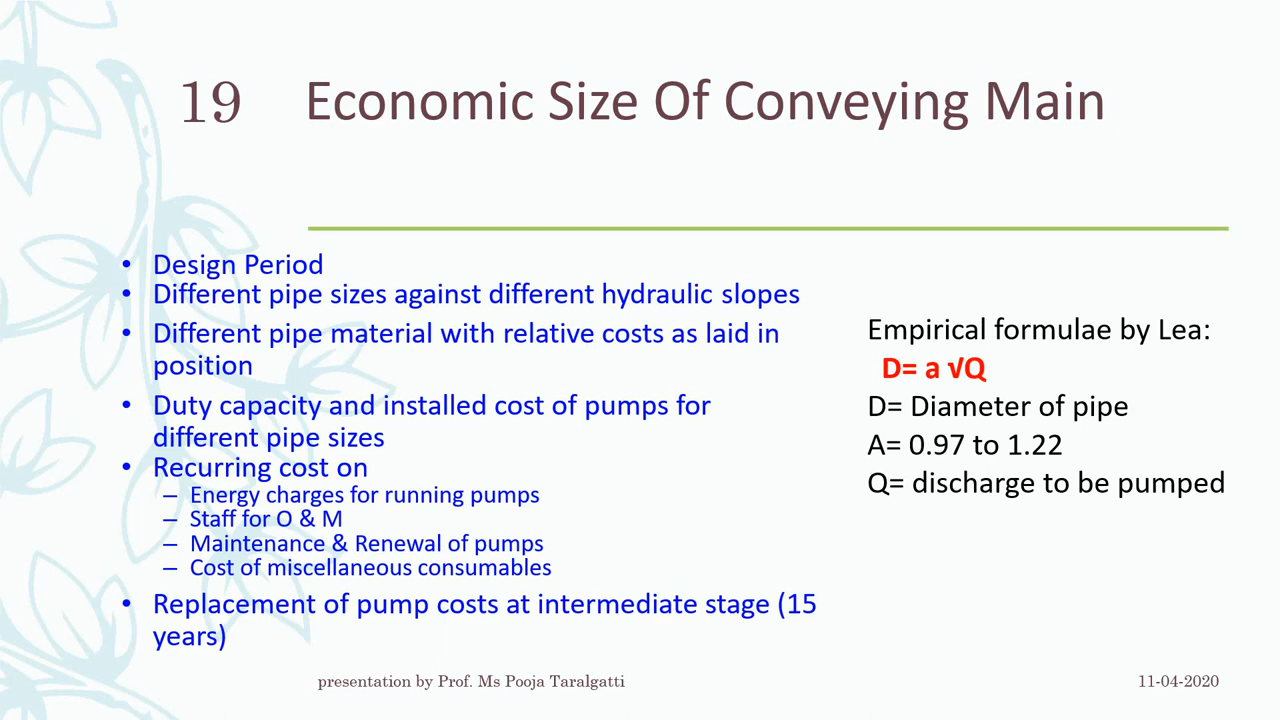 19 Economic Size Of Conveying Main
• Design Period
• Different pipe sizes against different hydraulic slopes
• Different pipe material with relative costs as laid in
position
• Duty capacity and installed cost of pumps for
different pipe sizes
• Recurring cost on
– Energy charges for running pumps
– Staff for O & M
– Maintenance & Renewal of pumps
– Cost of miscellaneous consumables
• Replacement of pump costs at intermediate stage (15
years)
Empirical formulae by Lea:
D= a √Q
D= Diameter of pipe
A= 0.97 to 1.22
Q= discharge to be pumped
presentation by Prof. Ms Pooja Taralgatti
11-04-2020